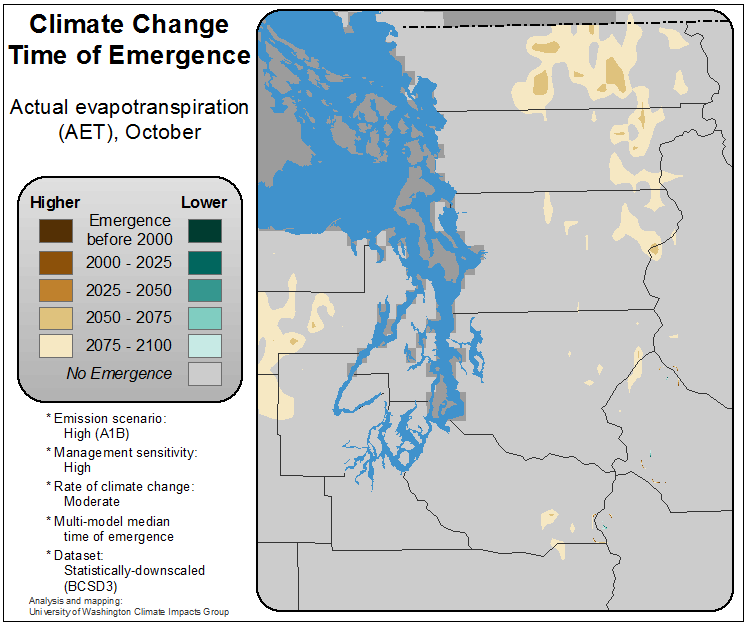 Climate Change
Time of Emergence
Actual evapotranspiration
(AET), October
Higher Lower
Emergence
before 2000
2000 - 2025
2025 - 2050
2050 - 2075
2075 - 2100
No Emergence
* Emission scenario:
High (A1B)
* Management sensitivity:
High
* Rate of climate change:
Moderate
* Multi-model median
time of emergence
* Dataset:
Statistically-downscaled
(BCSD3)
Analysis and mapping:
University of Washington Climate Impacts Group